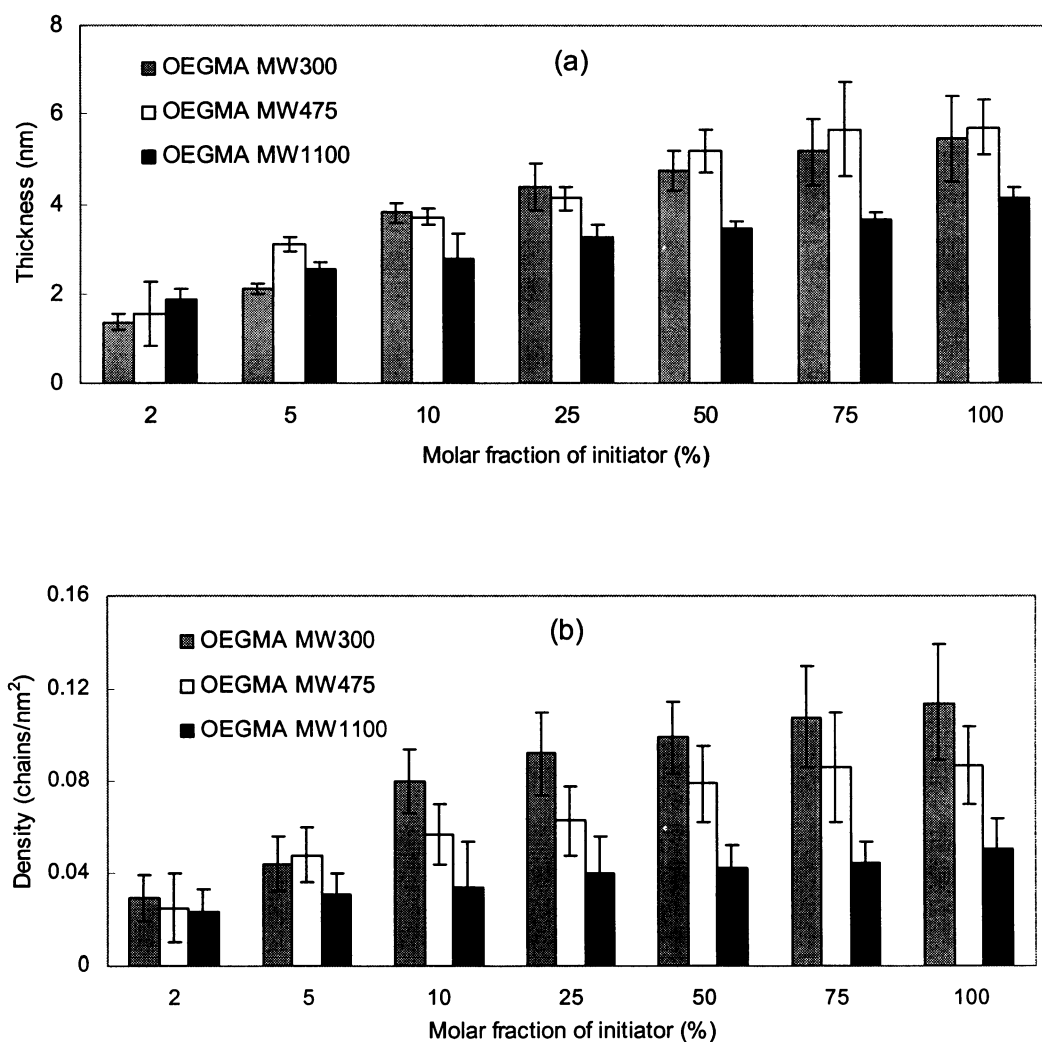 8
(a)
OEGMA MW300
OEGMA MW475
OEGMA MW1100
6
4
2
0
Thickness (nm)
2 5 10 25 50 75 100
Molar fraction of initiator (%)
0.16
(b)
OEGMA MW300
OEGMA MW475
OEGMA MW1100
0.12
0.08
0.04
0
Density (chains/nm²)
2 5 10 25 50 75 100
Molar fraction of initiator (%)